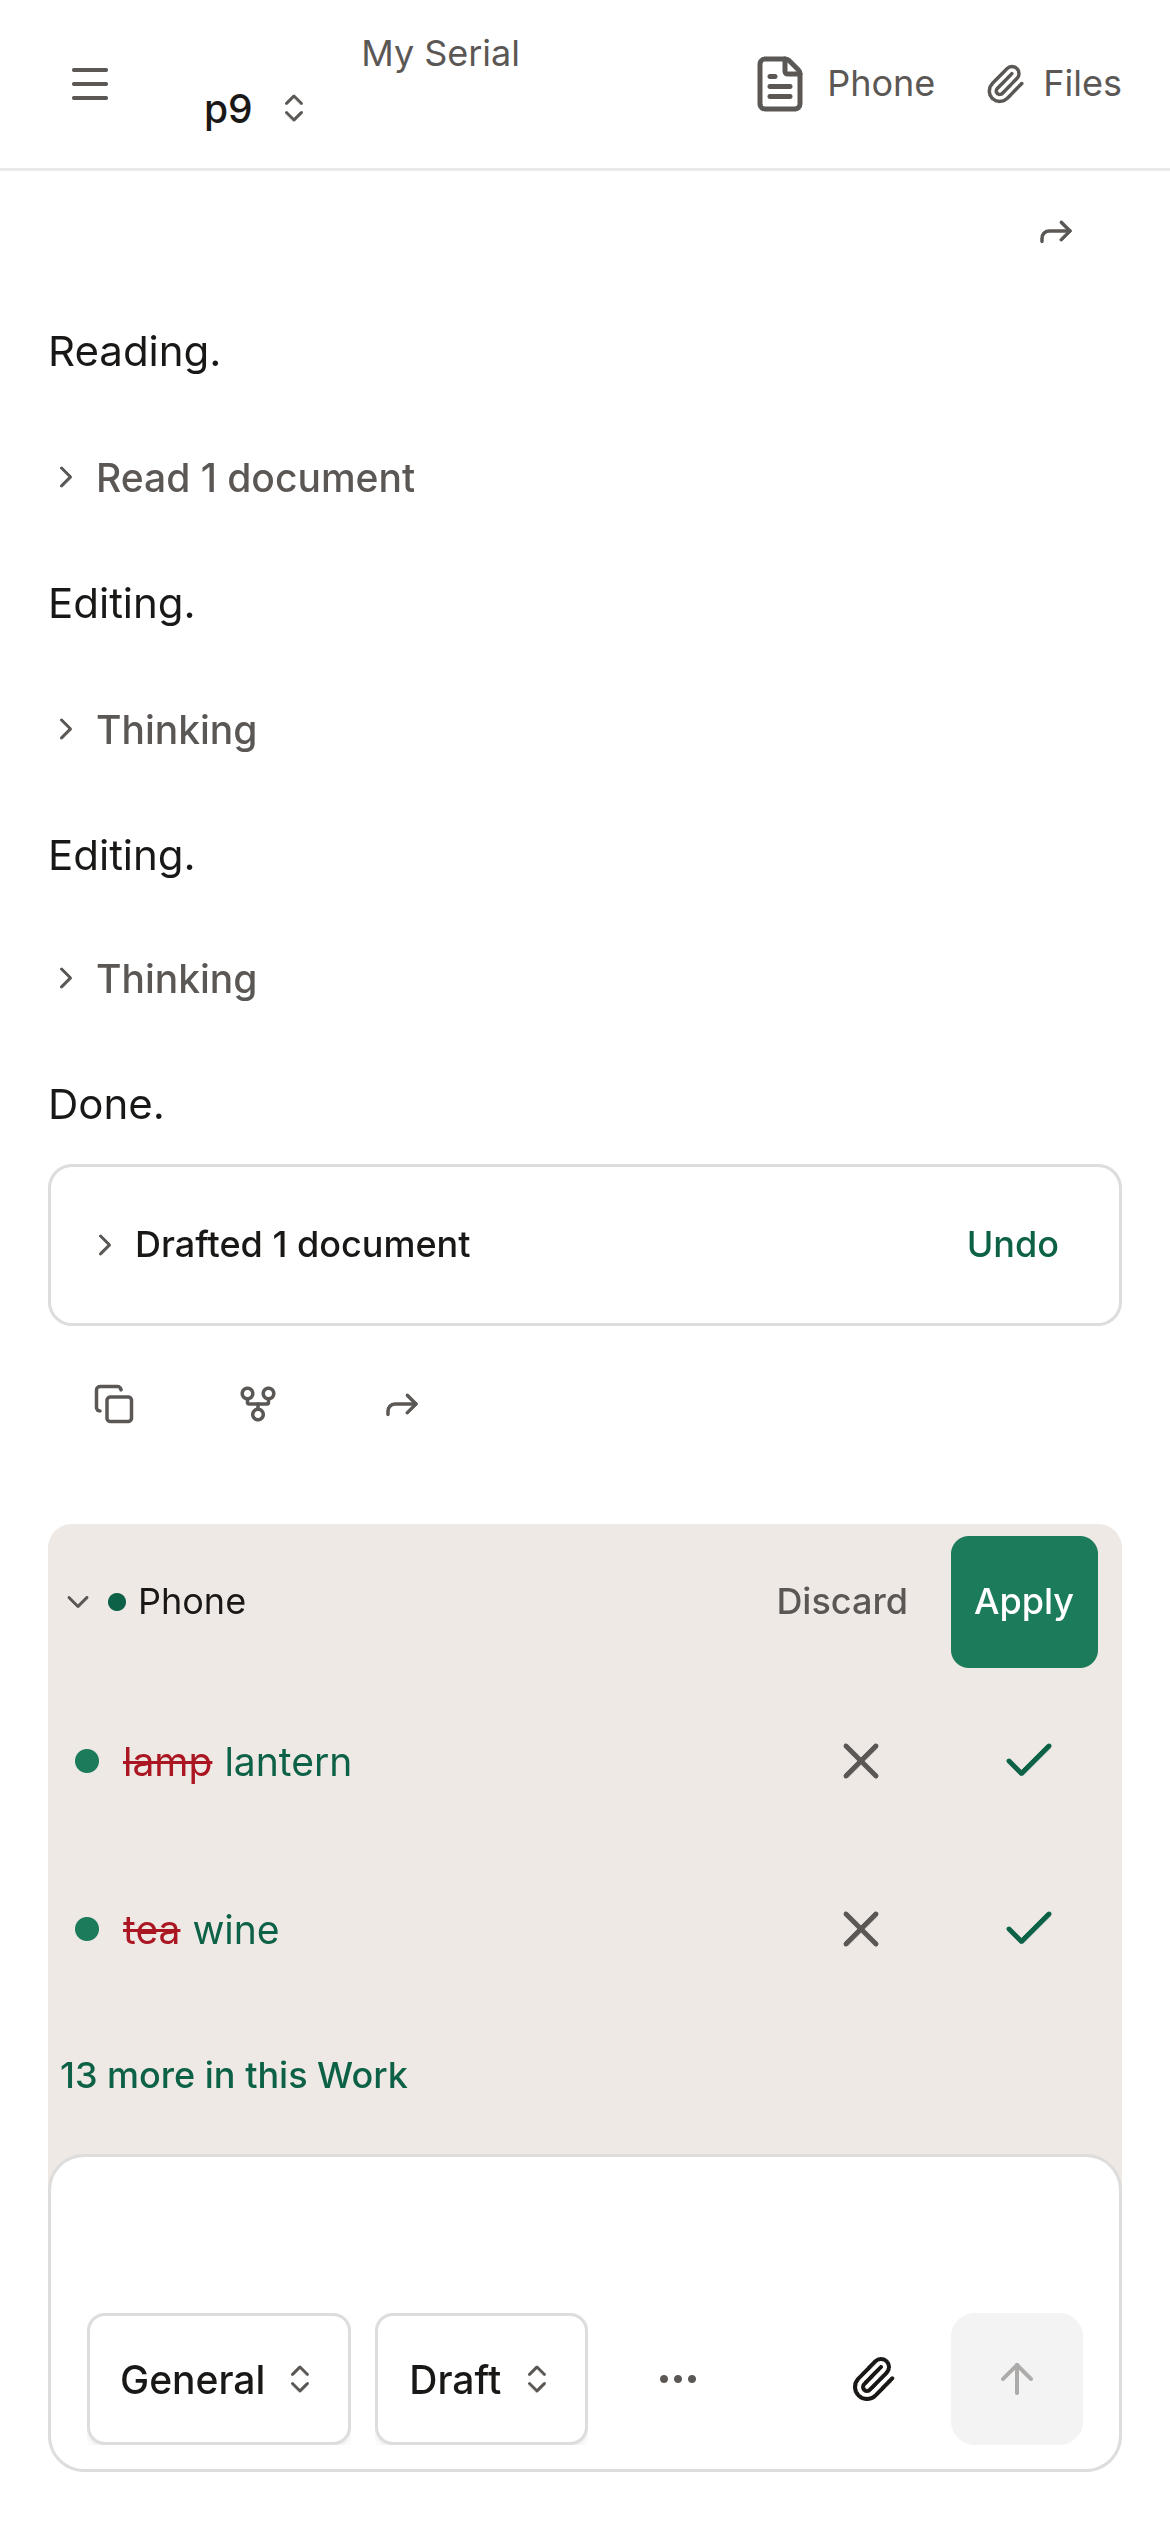 My Serial
p9
Phone
Files
Reading.
Read 1 document
Editing.
Thinking
Editing.
Thinking
Done.
Drafted 1 document
Undo
Phone
Discard
Apply
lamp lantern
tea wine
13 more in this Work
General
Draft